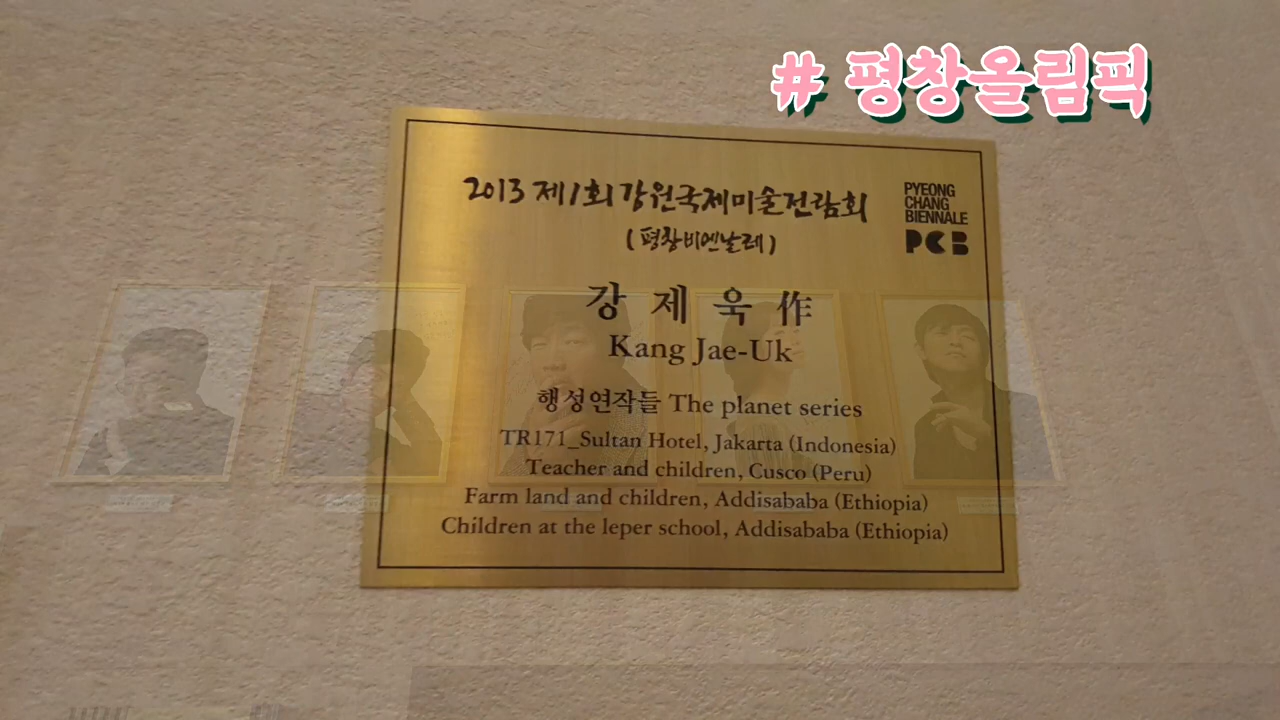 # 평창올림픽
2013 제1회 강원국제미술전람회
(평창비엔날레)
PYEONG
CHANG
BIENNALE
PCB
강 제 욱 作
Kang Jae-Uk
행성연작들 The planet series
TR171_Sultan Hotel, Jakarta (Indonesia)
Teacher and children, Cusco (Peru)
Farm land and children, Addisababa (Ethiopia)
Children at the leper school, Addisababa (Ethiopia)